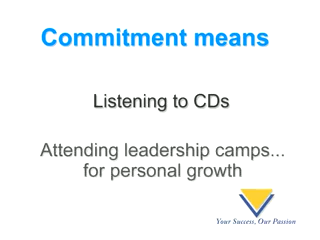 Commitment means
Listening to CDs
Attending leadership camps...
for personal growth
Your Success, Our Passion